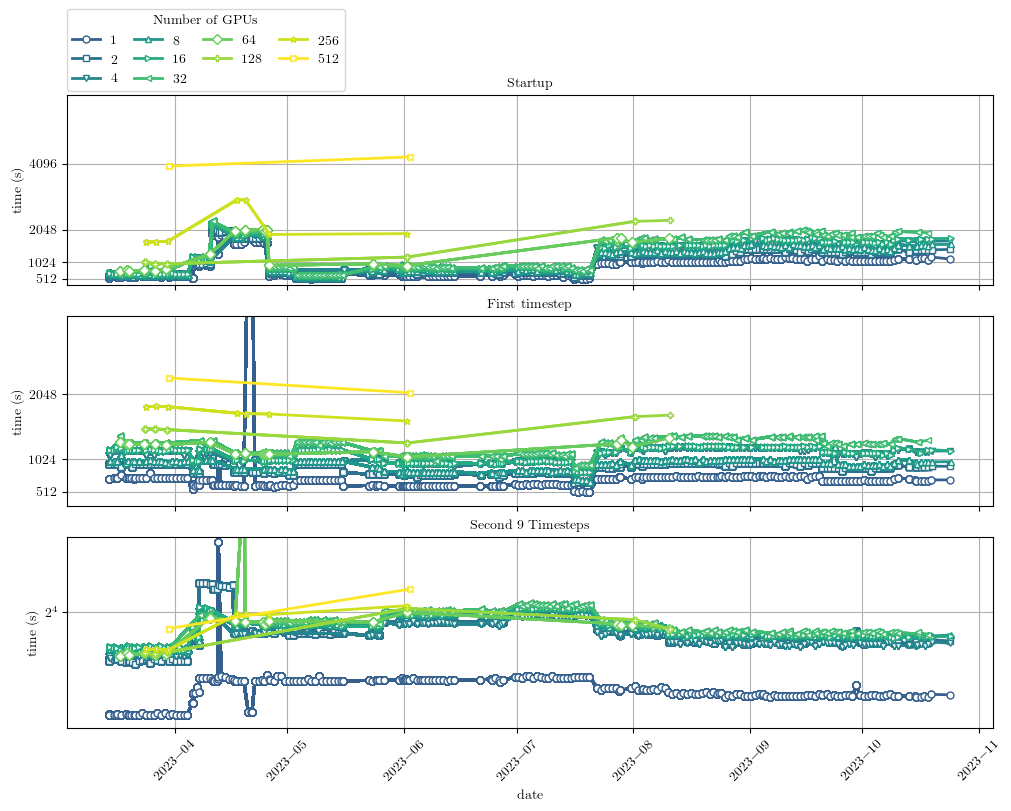 Number of GPUs
1 8 64 256
2 16 128 512
4 32
Startup
time (s)
4096
2048
1024
512
First timestep
time (s)
2048
1024
512
Second 9 Timesteps
time (s)
2^4
2023−04 2023−05 2023−06 2023−07 2023−08 2023−09 2023−10 2023−11
date